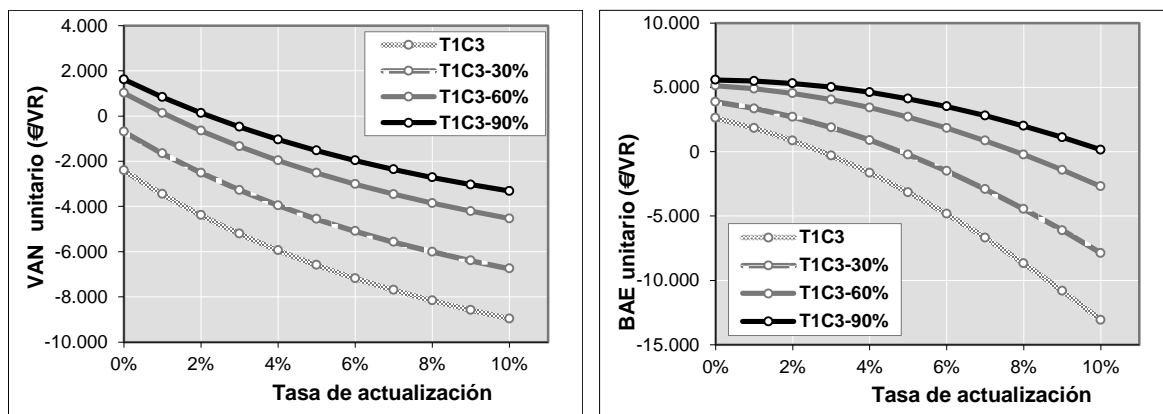 4.000
2.000
0
-2.000
-4.000
-6.000
-8.000
-10.000
VAN unitario (€/VR)
T1C3
T1C3-30%
T1C3-60%
T1C3-90%
0% 2% 4% 6% 8% 10%
Tasa de actualización
10.000
5.000
0
-5.000
-10.000
-15.000
BAE unitario (€/VR)
T1C3
T1C3-30%
T1C3-60%
T1C3-90%
0% 2% 4% 6% 8% 10%
Tasa de actualización